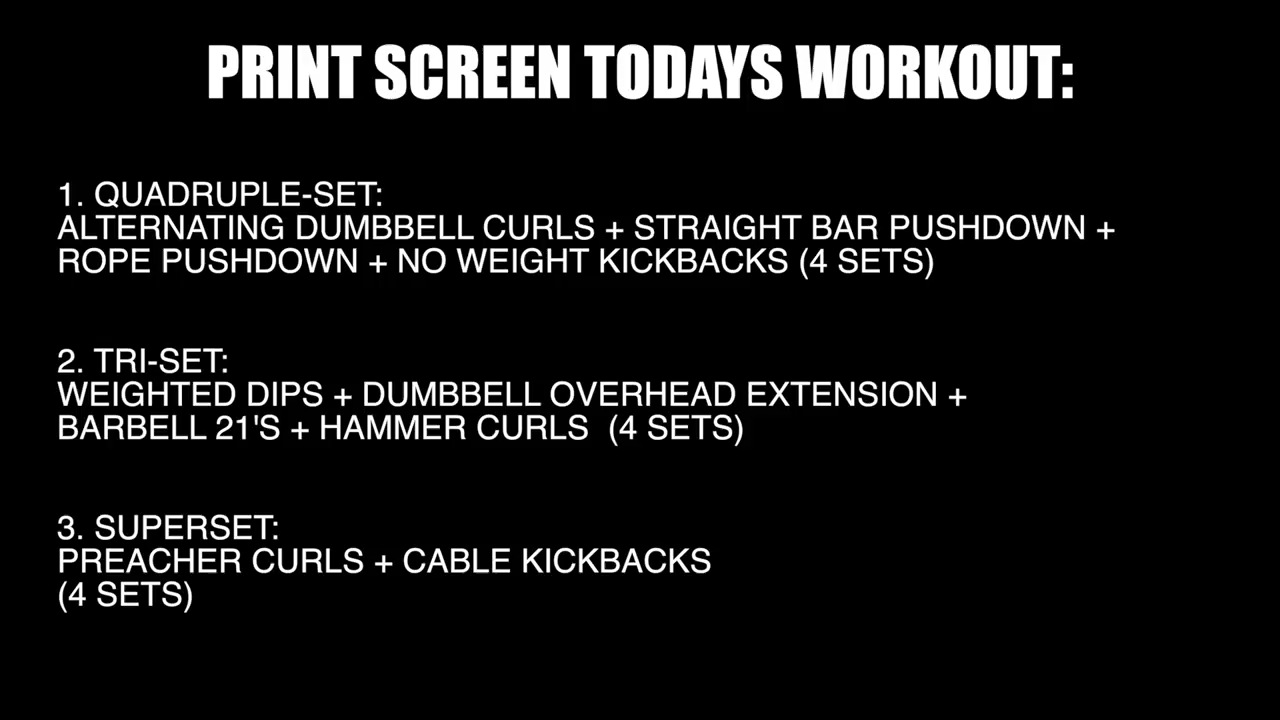 PRINT SCREEN TODAYS WORKOUT:
1. QUADRUPLE-SET:
ALTERNATING DUMBBELL CURLS + STRAIGHT BAR PUSHDOWN +
ROPE PUSHDOWN + NO WEIGHT KICKBACKS (4 SETS)
2. TRI-SET:
WEIGHTED DIPS + DUMBBELL OVERHEAD EXTENSION +
BARBELL 21'S + HAMMER CURLS  (4 SETS)
3. SUPERSET:
PREACHER CURLS + CABLE KICKBACKS
(4 SETS)